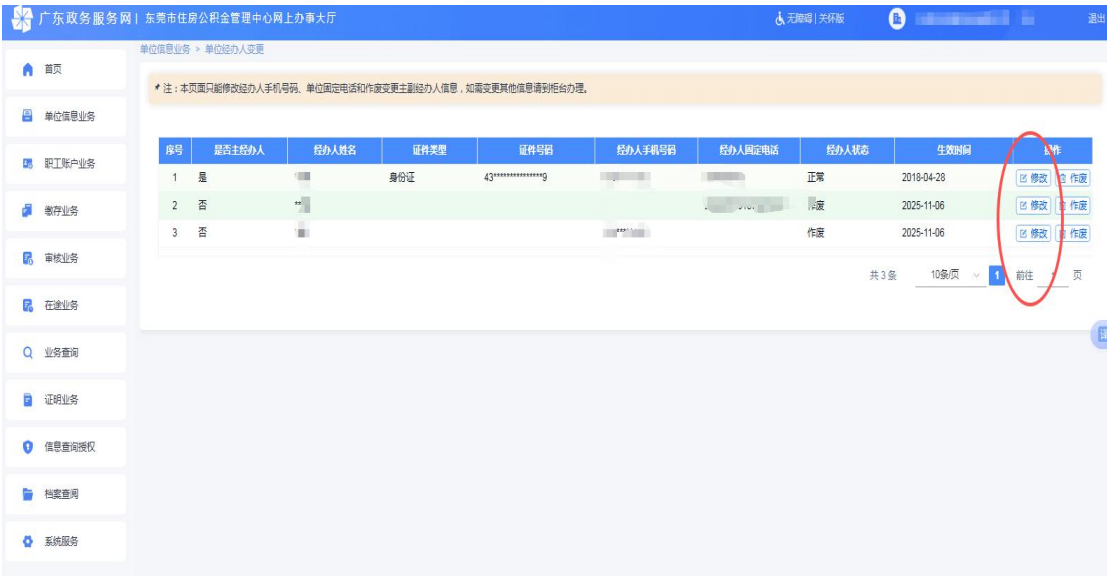 广东政务服务网 | 东莞市住房公积金管理中心网上办事大厅
无障碍 | 关怀版
退出
单位信息业务 > 单位经办人变更
首页
单位信息业务
职工账户业务
缴存业务
审核业务
在途业务
业务查询
证明业务
信息查询授权
档案查阅
系统服务
注：本页面只能修改经办人手机号码、单位固定电话和作废变更主副经办人信息，如需变更其他信息请到柜台办理。
序号 是否主经办人 经办人姓名 证件类型 证件号码 经办人手机号码 经办人固定电话 经办人状态 生效时间 操作
1 是 身份证 43***************9 正常 2018-04-28 修改 作废
2 否 ** 作废 2025-11-06 修改 作废
3 否 作废 2025-11-06 修改 作废
共 3 条 10条/页 1 前往 页